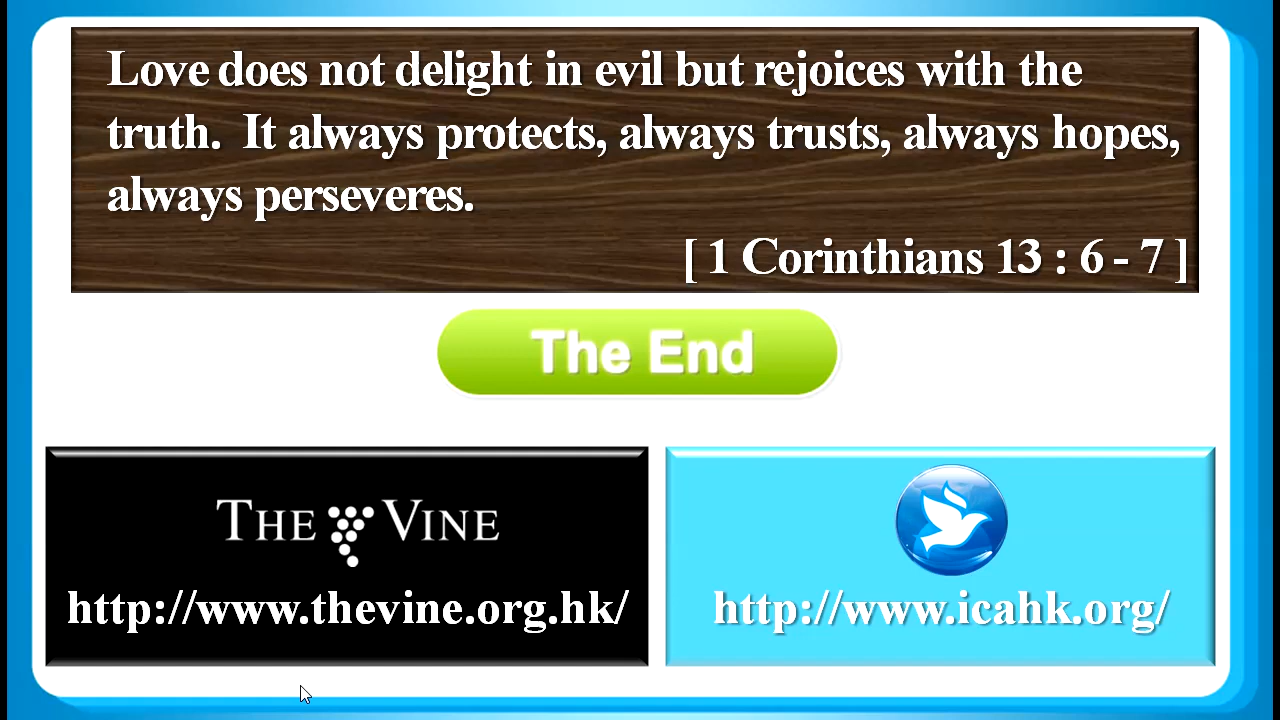 Love does not delight in evil but rejoices with the
truth.  It always protects, always trusts, always hopes,
always perseveres.
[ 1 Corinthians 13 : 6 - 7 ]
The End
THE VINE
http://www.thevine.org.hk/
http://www.icahk.org/